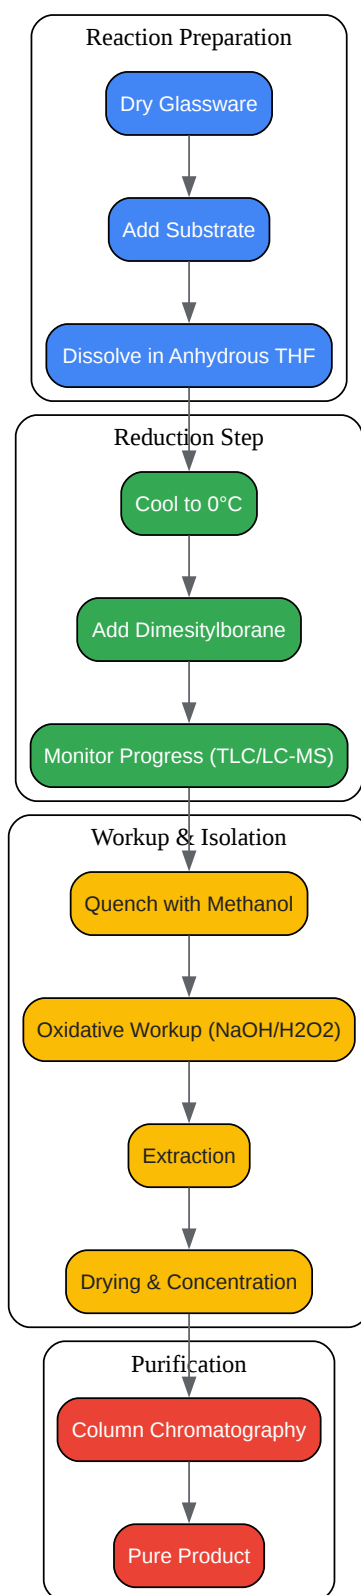 Reaction Preparation
Dry Glassware
Add Substrate
Dissolve in Anhydrous THF
Reduction Step
Cool to 0°C
Add Dimesitylborane
Monitor Progress (TLC/LC-MS)
Workup & Isolation
Quench with Methanol
Oxidative Workup (NaOH/H2O2)
Extraction
Drying & Concentration
Purification
Column Chromatography
Pure Product